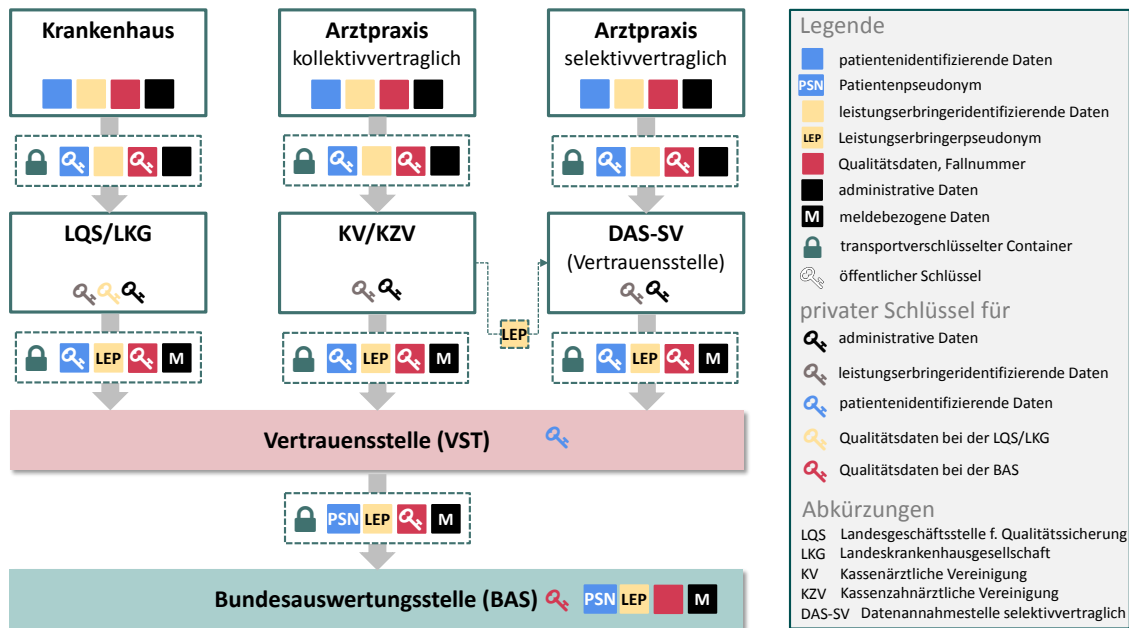 Krankenhaus
Arztpraxis
kollektivvertraglich
Arztpraxis
selektivvertraglich
LQS/LKG
KV/KZV
DAS-SV
(Vertrauensstelle)
LEP
LEP
M
LEP
M
LEP
M
Vertrauensstelle (VST)
PSN
LEP
M
Bundesauswertungsstelle (BAS)
PSN
LEP
M
Legende
patientenidentifizierende Daten
PSN Patientenpseudonym
leistungserbringeridentifizierende Daten
LEP Leistungserbringerpseudonym
Qualitätsdaten, Fallnummer
administrative Daten
M meldebezogene Daten
transportverschlüsselter Container
öffentlicher Schlüssel
privater Schlüssel für
administrative Daten
leistungserbringeridentifizierende Daten
patientenidentifizierende Daten
Qualitätsdaten bei der LQS/LKG
Qualitätsdaten bei der BAS
Abkürzungen
LQS Landesgeschäftsstelle f. Qualitätssicherung
LKG Landeskrankenhausgesellschaft
KV Kassenärztliche Vereinigung
KZV Kassenzahnärztliche Vereinigung
DAS-SV Datenannahmestelle selektivvertraglich